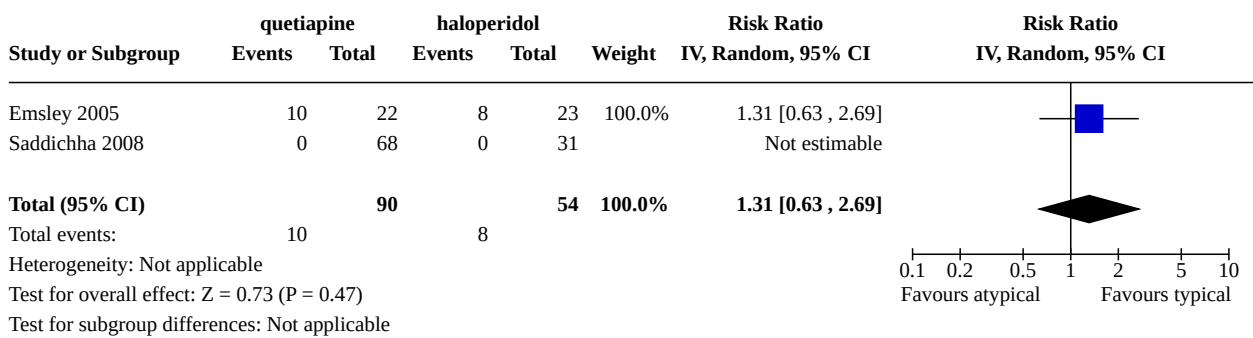 quetiapine haloperidol Risk Ratio Risk Ratio
Study or Subgroup Events Total Events Total Weight IV, Random, 95% CI IV, Random, 95% CI
Emsley 2005 10 22 8 23 100.0% 1.31 [0.63 , 2.69]
Saddichha 2008 0 68 0 31 Not estimable
Total (95% CI) 90 54 100.0% 1.31 [0.63 , 2.69]
Total events: 10 8
Heterogeneity: Not applicable 0.1 0.2 0.5 1 2 5 10
Test for overall effect: Z = 0.73 (P = 0.47) Favours atypical Favours typical
Test for subgroup differences: Not applicable